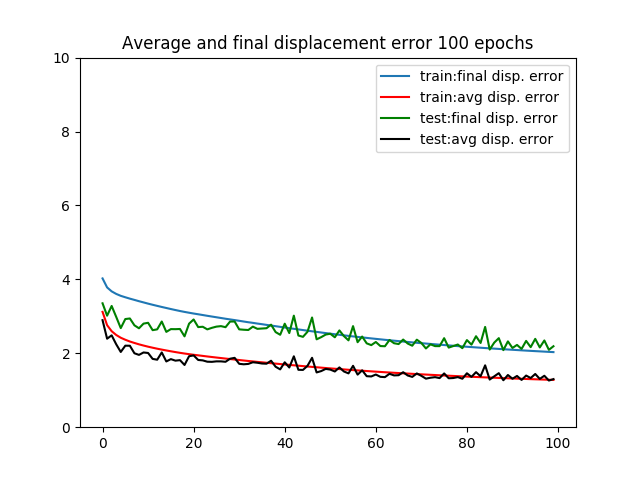 Average and final displacement error 100 epochs
10
8
6
4
2
0
train:final disp. error
train:avg disp. error
test:final disp. error
test:avg disp. error
0 20 40 60 80 100